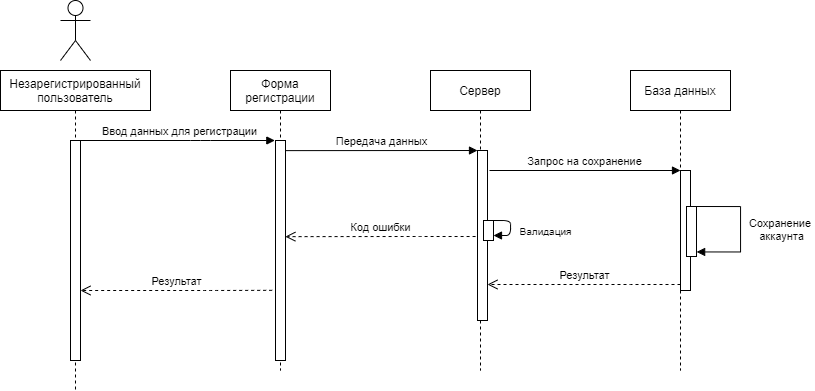 Незарегистрированный
пользователь
Форма
регистрации
Сервер
База данных
Ввод данных для регистрации
Передача данных
Запрос на сохранение
Код ошибки
Валидация
Сохранение
аккаунта
Результат
Результат